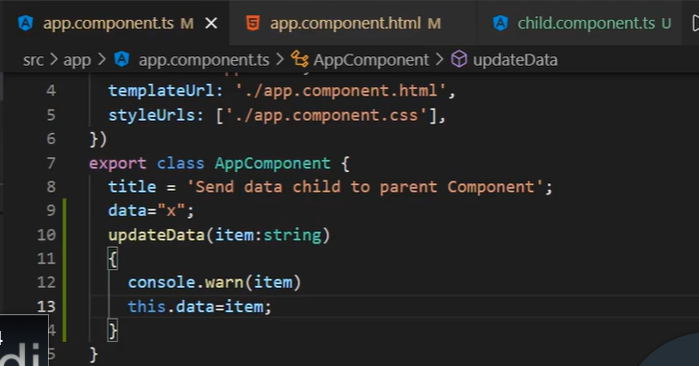 app.component.ts M
app.component.html M
child.component.ts U
src > app > app.component.ts > AppComponent > updateData
4 templateUrl: './app.component.html',
5 styleUrls: ['./app.component.css'],
6 })
7 export class AppComponent {
8 title = 'Send data child to parent Component';
9 data="x";
10 updateData(item:string)
11 {
12 console.warn(item)
13 this.data=item;
4 }
5 }